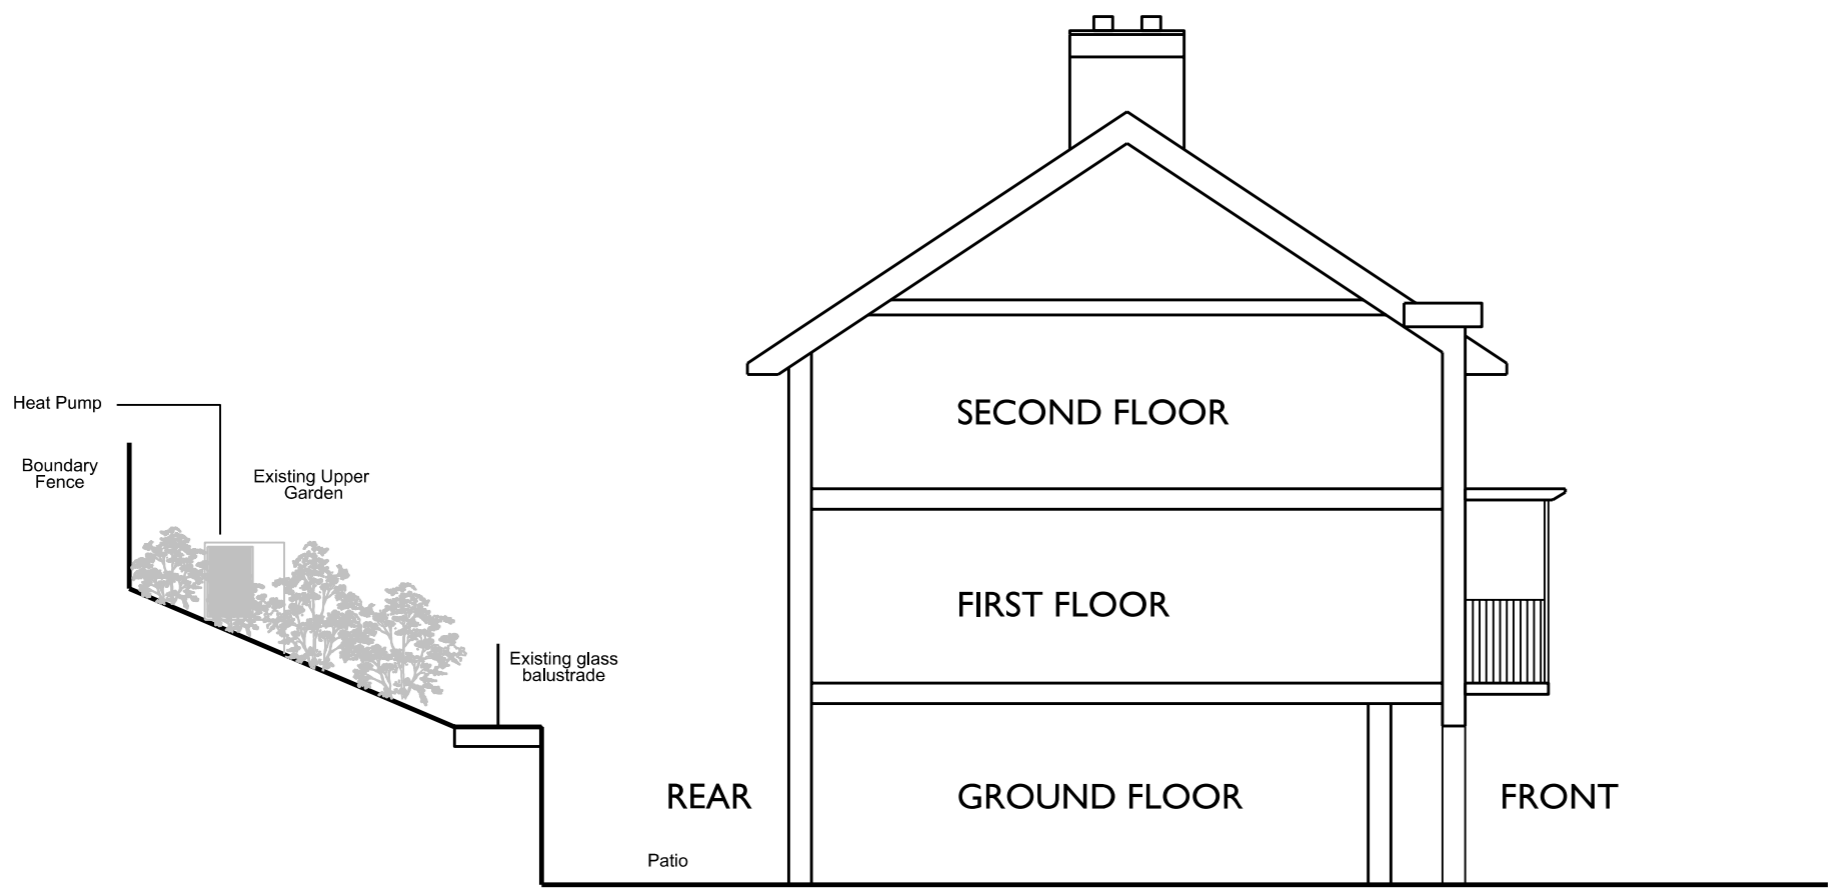 SECOND FLOOR
Heat Pump
Boundary
Fence
Existing Upper
Garden
FIRST FLOOR
Existing glass
balustrade
REAR
GROUND FLOOR
FRONT
Patio